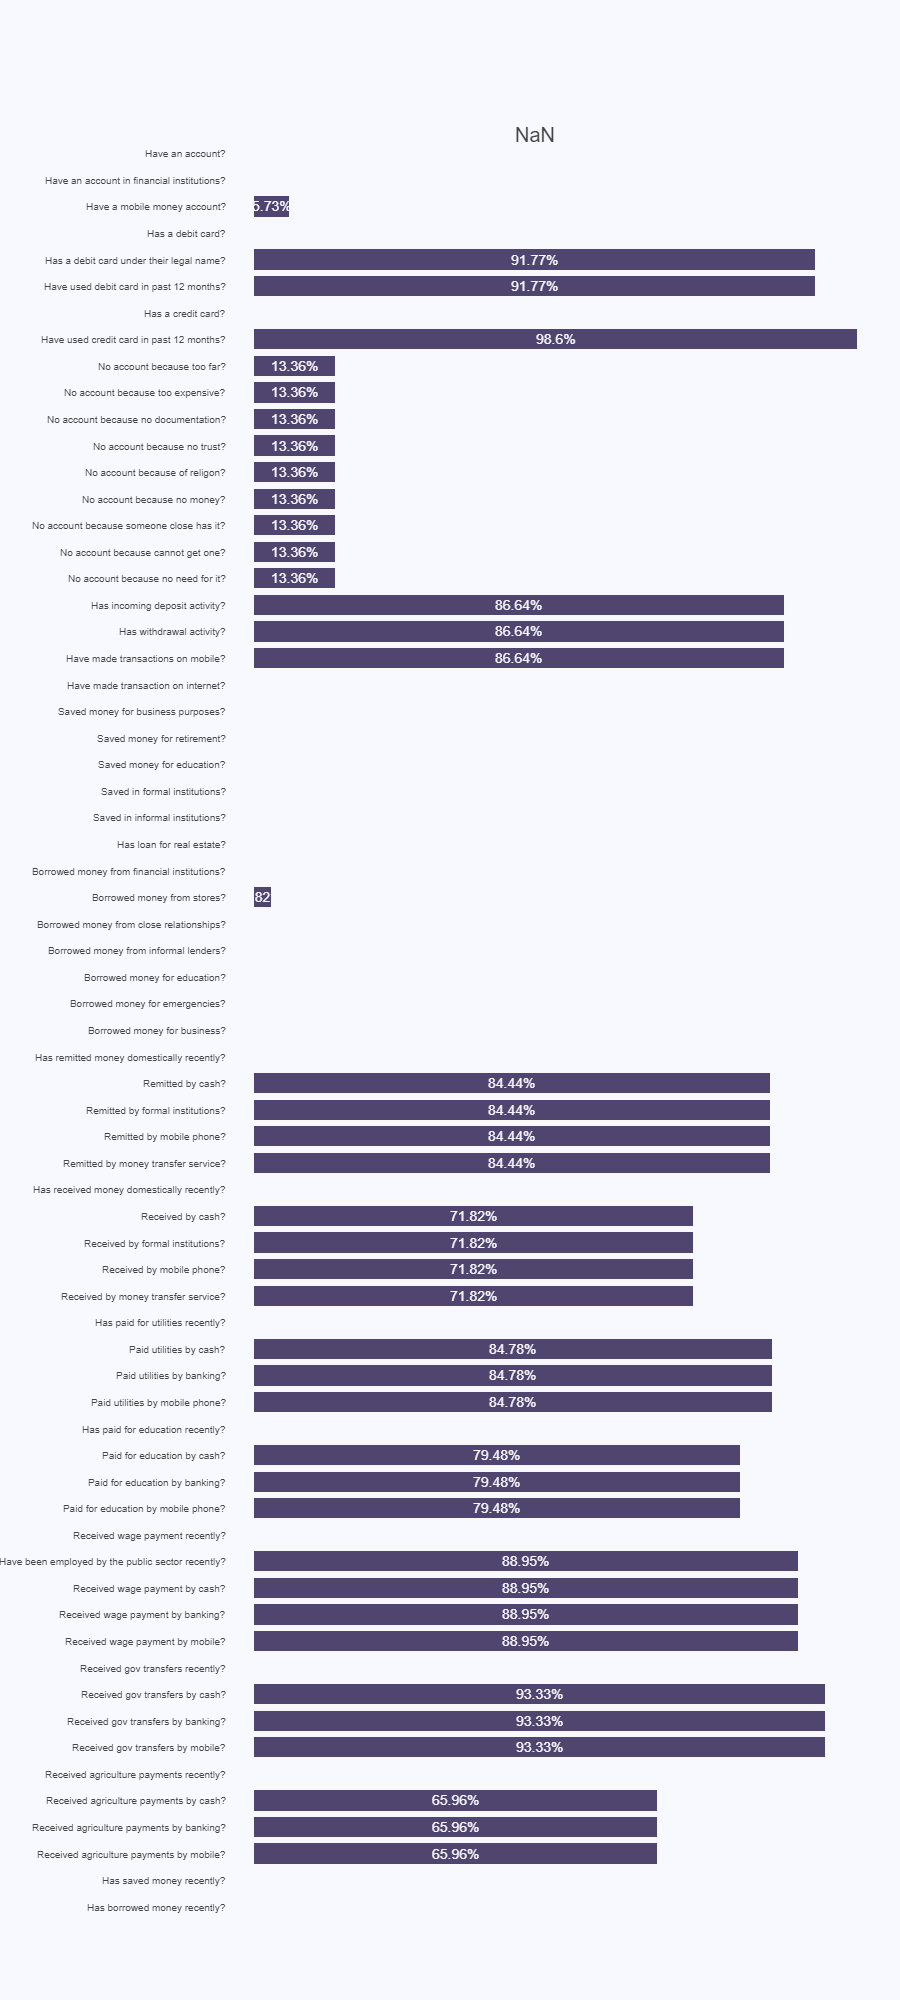 NaN
Have an account?
Have an account in financial institutions?
Have a mobile money account? 5.73%
Has a debit card?
Has a debit card under their legal name? 91.77%
Have used debit card in past 12 months? 91.77%
Has a credit card?
Have used credit card in past 12 months? 98.6%
No account because too far? 13.36%
No account because too expensive? 13.36%
No account because no documentation? 13.36%
No account because no trust? 13.36%
No account because of religon? 13.36%
No account because no money? 13.36%
No account because someone close has it? 13.36%
No account because cannot get one? 13.36%
No account because no need for it? 13.36%
Has incoming deposit activity? 86.64%
Has withdrawal activity? 86.64%
Have made transactions on mobile? 86.64%
Have made transaction on internet?
Saved money for business purposes?
Saved money for retirement?
Saved money for education?
Saved in formal institutions?
Saved in informal institutions?
Has loan for real estate?
Borrowed money from financial institutions?
Borrowed money from stores? 82
Borrowed money from close relationships?
Borrowed money from informal lenders?
Borrowed money for education?
Borrowed money for emergencies?
Borrowed money for business?
Has remitted money domestically recently?
Remitted by cash? 84.44%
Remitted by formal institutions? 84.44%
Remitted by mobile phone? 84.44%
Remitted by money transfer service? 84.44%
Has received money domestically recently?
Received by cash? 71.82%
Received by formal institutions? 71.82%
Received by mobile phone? 71.82%
Received by money transfer service? 71.82%
Has paid for utilities recently?
Paid utilities by cash? 84.78%
Paid utilities by banking? 84.78%
Paid utilities by mobile phone? 84.78%
Has paid for education recently?
Paid for education by cash? 79.48%
Paid for education by banking? 79.48%
Paid for education by mobile phone? 79.48%
Received wage payment recently?
Have been employed by the public sector recently? 88.95%
Received wage payment by cash? 88.95%
Received wage payment by banking? 88.95%
Received wage payment by mobile? 88.95%
Received gov transfers recently?
Received gov transfers by cash? 93.33%
Received gov transfers by banking? 93.33%
Received gov transfers by mobile? 93.33%
Received agriculture payments recently?
Received agriculture payments by cash? 65.96%
Received agriculture payments by banking? 65.96%
Received agriculture payments by mobile? 65.96%
Has saved money recently?
Has borrowed money recently?